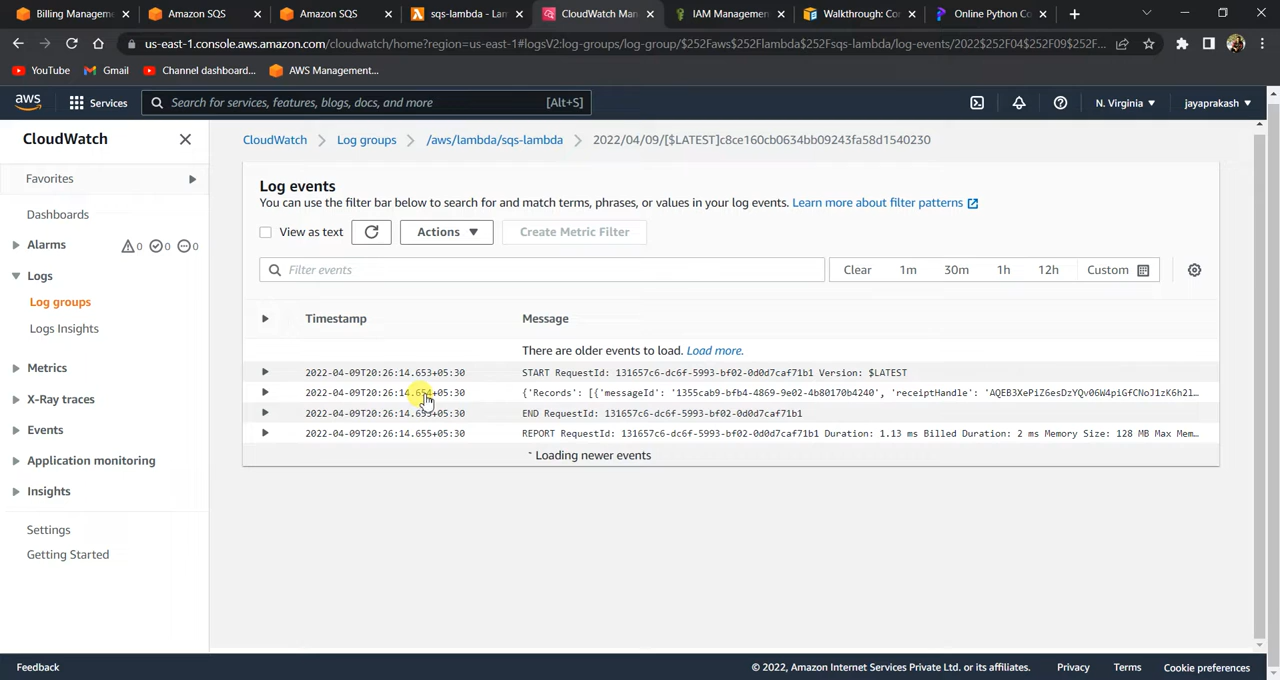 Billing Manageme
Amazon SQS
Amazon SQS
sqs-lambda - Lam
CloudWatch Man
IAM Managemen
Walkthrough: Con
Online Python Co
us-east-1.console.aws.amazon.com/cloudwatch/home?region=us-east-1#logsV2:log-groups/log-group/$252Faws$252Flambda$252Fsqs-lambda/log-events/2022$252F04$252F09$252F...
YouTube
Gmail
Channel dashboard...
AWS Management...
aws
Services
Search for services, features, blogs, docs, and more
[Alt+S]
N. Virginia
jayaprakash
CloudWatch
Favorites
Dashboards
Alarms
0
0
0
Logs
Log groups
Logs Insights
Metrics
X-Ray traces
Events
Application monitoring
Insights
Settings
Getting Started
CloudWatch > Log groups > /aws/lambda/sqs-lambda > 2022/04/09/[$LATEST]c8ce160cb0634bb09243fa58d1540230
Log events
You can use the filter bar below to search for and match terms, phrases, or values in your log events. Learn more about filter patterns
View as text
Actions
Create Metric Filter
Filter events
Clear 1m 30m 1h 12h Custom
Timestamp Message
There are older events to load. Load more.
2022-04-09T20:26:14.653+05:30 START RequestId: 131657c6-dc6f-5993-bf02-0d0d7caf71b1 Version: $LATEST
2022-04-09T20:26:14.654+05:30 {'Records': [{'messageId': '1355cab9-bfb4-4869-9e02-4b80170b4240', 'receiptHandle': 'AQEB3XePiZ6esDzYQv06W4piGfCNoJ1zK6h2l…
2022-04-09T20:26:14.655+05:30 END RequestId: 131657c6-dc6f-5993-bf02-0d0d7caf71b1
2022-04-09T20:26:14.655+05:30 REPORT RequestId: 131657c6-dc6f-5993-bf02-0d0d7caf71b1 Duration: 1.13 ms Billed Duration: 2 ms Memory Size: 128 MB Max Mem…
Loading newer events
Feedback
© 2022, Amazon Internet Services Private Ltd. or its affiliates.
Privacy
Terms
Cookie preferences